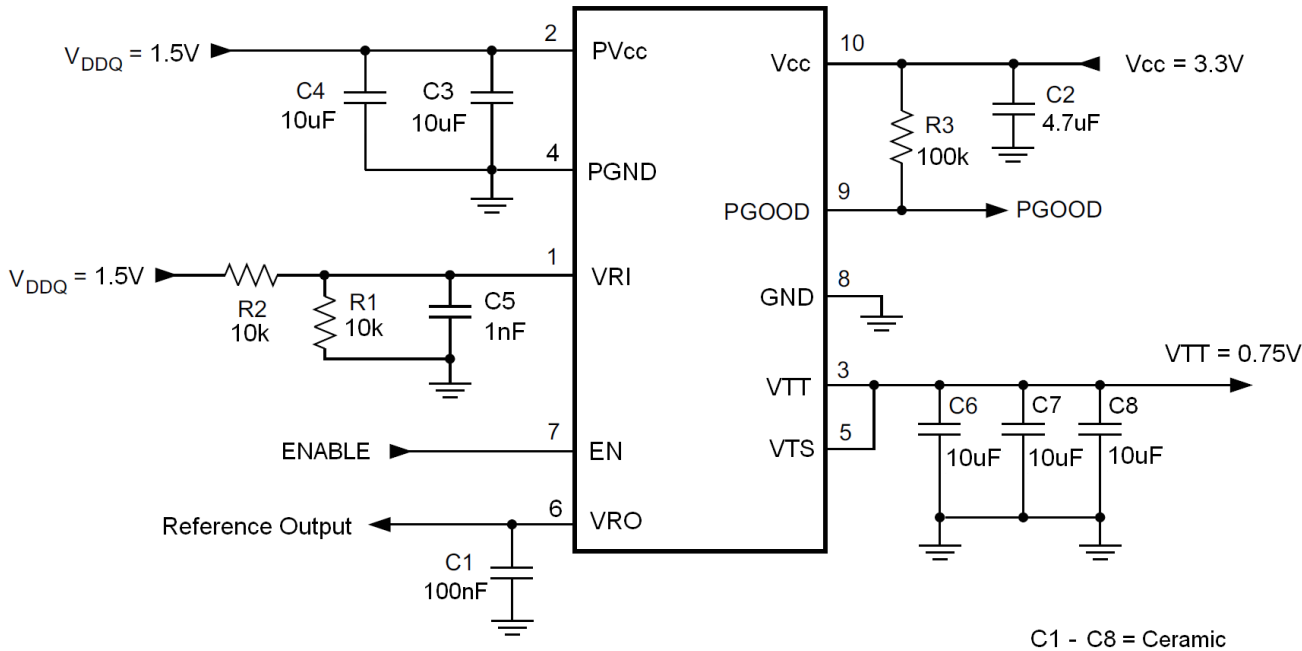 V_DDQ = 1.5V
2
PVcc
C4
10uF
C3
10uF
4
PGND
V_DDQ = 1.5V
R2
10k
R1
10k
C5
1nF
1
VRI
ENABLE
7
EN
Reference Output
6
VRO
C1
100nF
Vcc
10
Vcc = 3.3V
R3
100k
C2
4.7uF
PGOOD
9
PGOOD
GND
8
VTT
3
VTT = 0.75V
VTS
5
C6
10uF
C7
10uF
C8
10uF
C1 - C8 = Ceramic